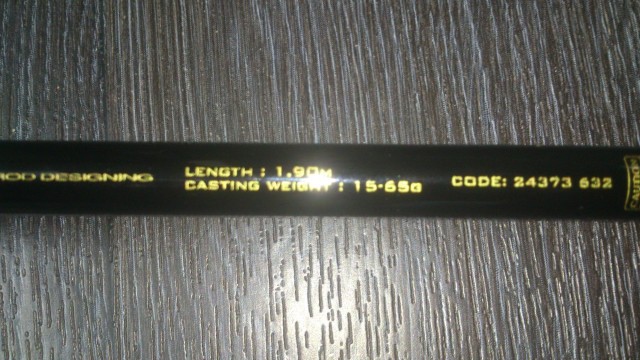 ROD DESIGNING
LENGTH : 1.90M
CASTING WEIGHT : 15-65G
CODE: 24373 632